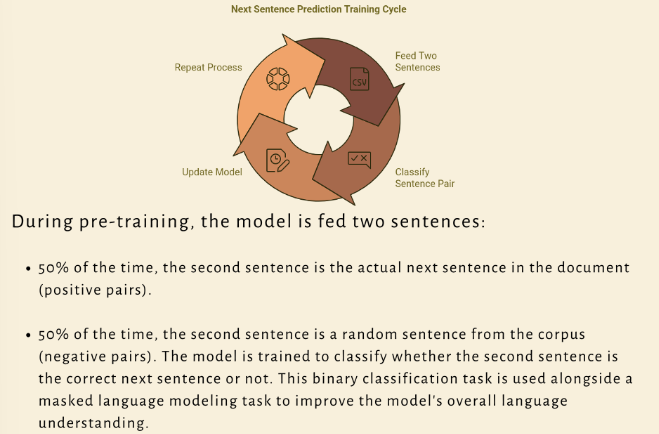 Next Sentence Prediction Training Cycle
Repeat Process
Feed Two
Sentences
CSV
Update Model
Classify
Sentence Pair
During pre-training, the model is fed two sentences:
• 50% of the time, the second sentence is the actual next sentence in the document
(positive pairs).
• 50% of the time, the second sentence is a random sentence from the corpus
(negative pairs). The model is trained to classify whether the second sentence is
the correct next sentence or not. This binary classification task is used alongside a
masked language modeling task to improve the model's overall language
understanding.